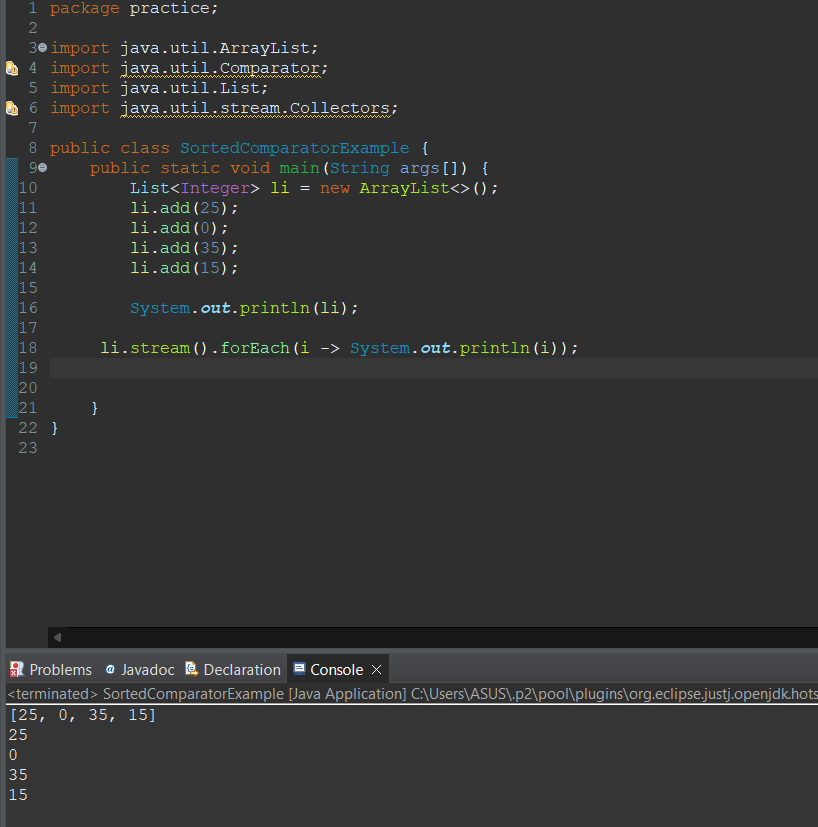 1 package practice;
2
3 import java.util.ArrayList;
4 import java.util.Comparator;
5 import java.util.List;
6 import java.util.stream.Collectors;
7
8 public class SortedComparatorExample {
9 public static void main(String args[]) {
10 List<Integer> li = new ArrayList<>();
11 li.add(25);
12 li.add(0);
13 li.add(35);
14 li.add(15);
15
16 System.out.println(li);
17
18 li.stream().forEach(i -> System.out.println(i));
19
20
21 }
22 }
23
Problems @ Javadoc Declaration Console
<terminated> SortedComparatorExample [Java Application] C:\Users\ASUS\.p2\pool\plugins\org.eclipse.justj.openjdk.hots
[25, 0, 35, 15]
25
0
35
15